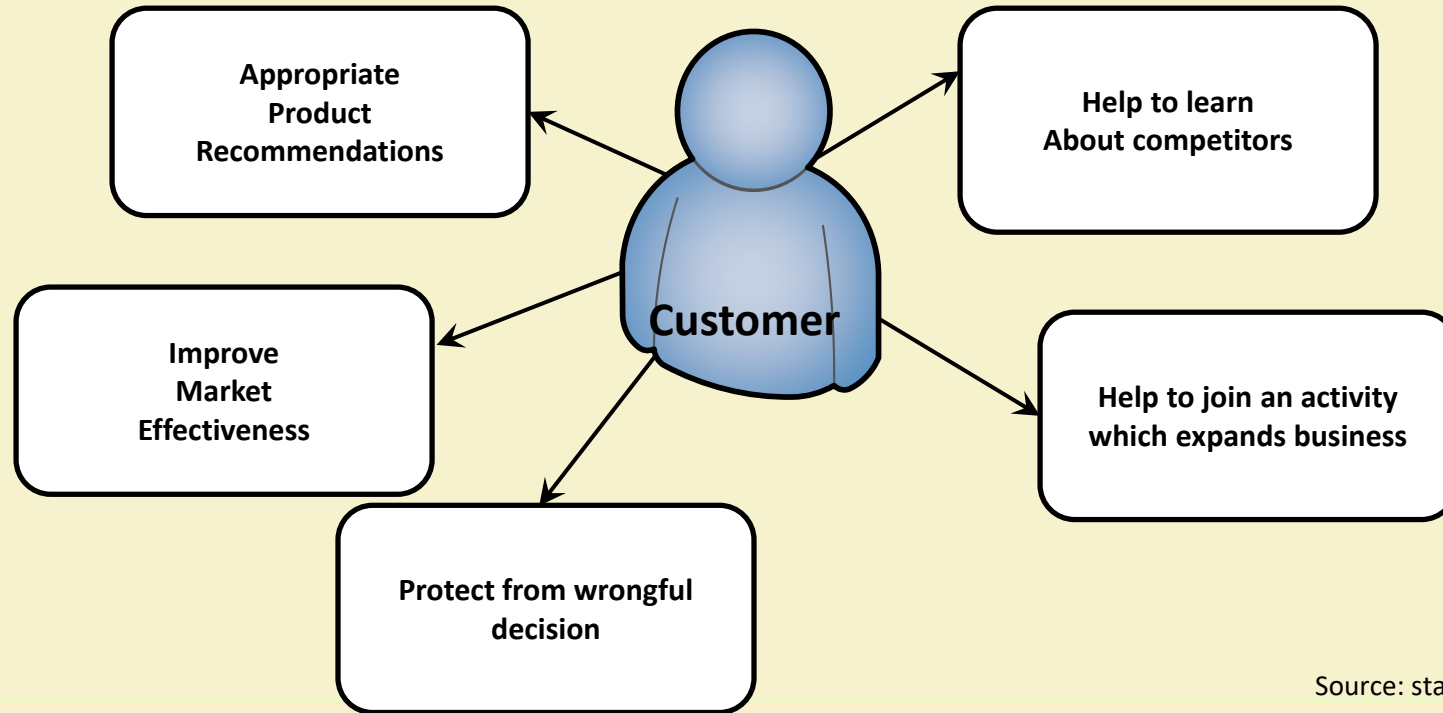 Appropriate
Product
Recommendations
Help to learn
About competitors
Customer
Improve
Market
Effectiveness
Help to join an activity
which expands business
Protect from wrongful
decision
Source: